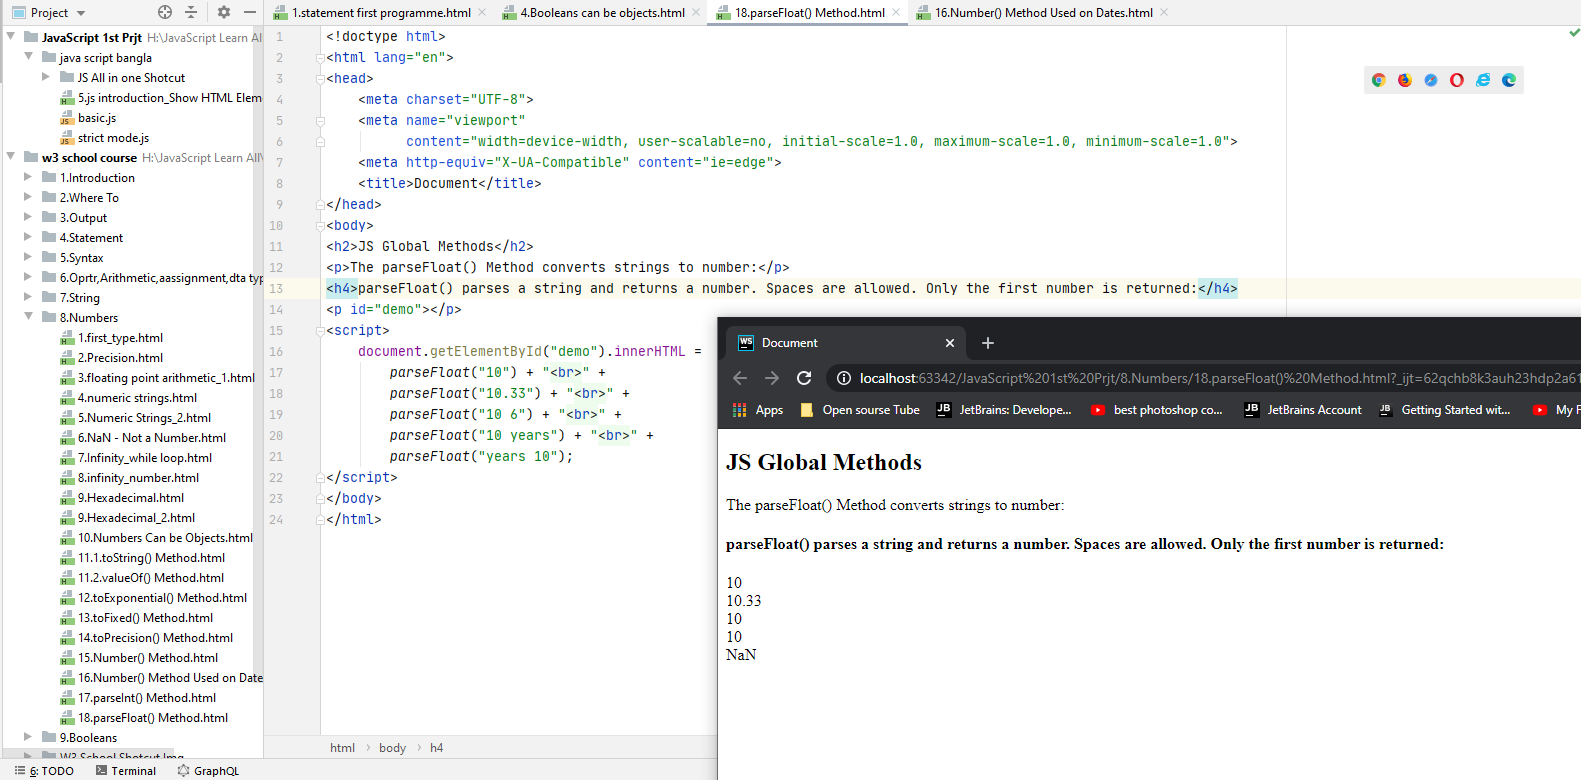 Project
1.statement first programme.html
4.Booleans can be objects.html
18.parseFloat() Method.html
16.Number() Method Used on Dates.html
JavaScript 1st Prjt H:\JavaScript Learn Al
java script bangla
JS All in one Shotcut
5.js introduction_Show HTML Elem
basic.js
strict mode.js
w3 school course H:\JavaScript Learn All\
1.Introduction
2.Where To
3.Output
4.Statement
5.Syntax
6.Oprtr,Arithmetic,aassignment,dta typ
7.String
8.Numbers
1.first_type.html
2.Precision.html
3.floating point arithmetic_1.html
4.numeric strings.html
5.Numeric Strings_2.html
6.NaN - Not a Number.html
7.Infinity_while loop.html
8.infinity_number.html
9.Hexadecimal.html
9.Hexadecimal_2.html
10.Numbers Can be Objects.html
11.1.toString() Method.html
11.2.valueOf() Method.html
12.toExponential() Method.html
13.toFixed() Method.html
14.toPrecision() Method.html
15.Number() Method.html
16.Number() Method Used on Date
17.parseInt() Method.html
18.parseFloat() Method.html
9.Booleans
W3 School Shotcut Img
1 <!doctype html>
2 <html lang="en">
3 <head>
4 <meta charset="UTF-8">
5 <meta name="viewport"
6 content="width=device-width, user-scalable=no, initial-scale=1.0, maximum-scale=1.0, minimum-scale=1.0">
7 <meta http-equiv="X-UA-Compatible" content="ie=edge">
8 <title>Document</title>
9 </head>
10 <body>
11 <h2>JS Global Methods</h2>
12 <p>The parseFloat() Method converts strings to number:</p>
13 <h4>parseFloat() parses a string and returns a number. Spaces are allowed. Only the first number is returned:</h4>
14 <p id="demo"></p>
15 <script>
16 document.getElementById("demo").innerHTML =
17 parseFloat("10") + "<br>" +
18 parseFloat("10.33") + "<br>" +
19 parseFloat("10 6") + "<br>" +
20 parseFloat("10 years") + "<br>" +
21 parseFloat("years 10");
22 </script>
23 </body>
24 </html>
html › body › h4
WS Document
localhost:63342/JavaScript%201st%20Prjt/8.Numbers/18.parseFloat()%20Method.html?_ijt=62qchb8k3auh23hdp2a61
Apps Open sourse Tube JB JetBrains: Develope... best photoshop co... JB JetBrains Account JB Getting Started wit... My F
JS Global Methods
The parseFloat() Method converts strings to number:
parseFloat() parses a string and returns a number. Spaces are allowed. Only the first number is returned:
10
10.33
10
10
NaN
6: TODO Terminal GraphQL